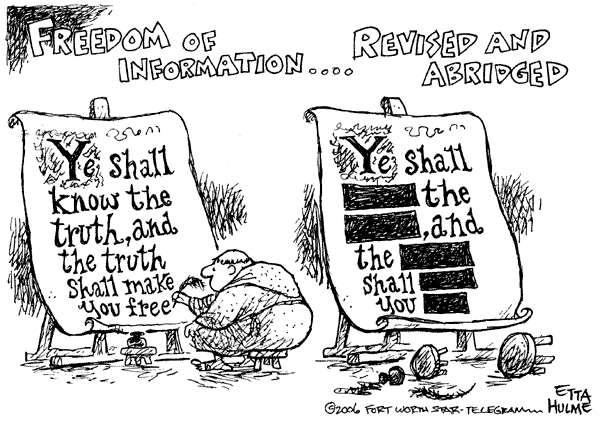 FREEDOM OF
INFORMATION....
REVISED AND
ABRIDGED
Ye shall
know the
truth, and
the truth
shall make
you free
Ye shall
the
, and
the
shall
you
©2006 FORT WORTH STAR-TELEGRAM
ETTA
HULME